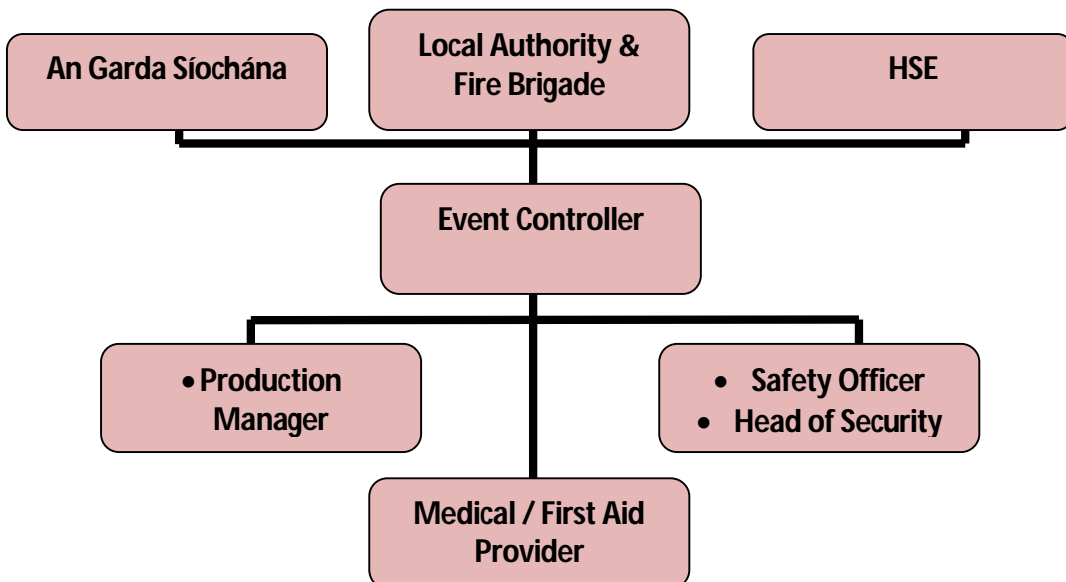 An Garda Síochána
Local Authority &
Fire Brigade
HSE
Event Controller
• Production
Manager
• Safety Officer
• Head of Security
Medical / First Aid
Provider